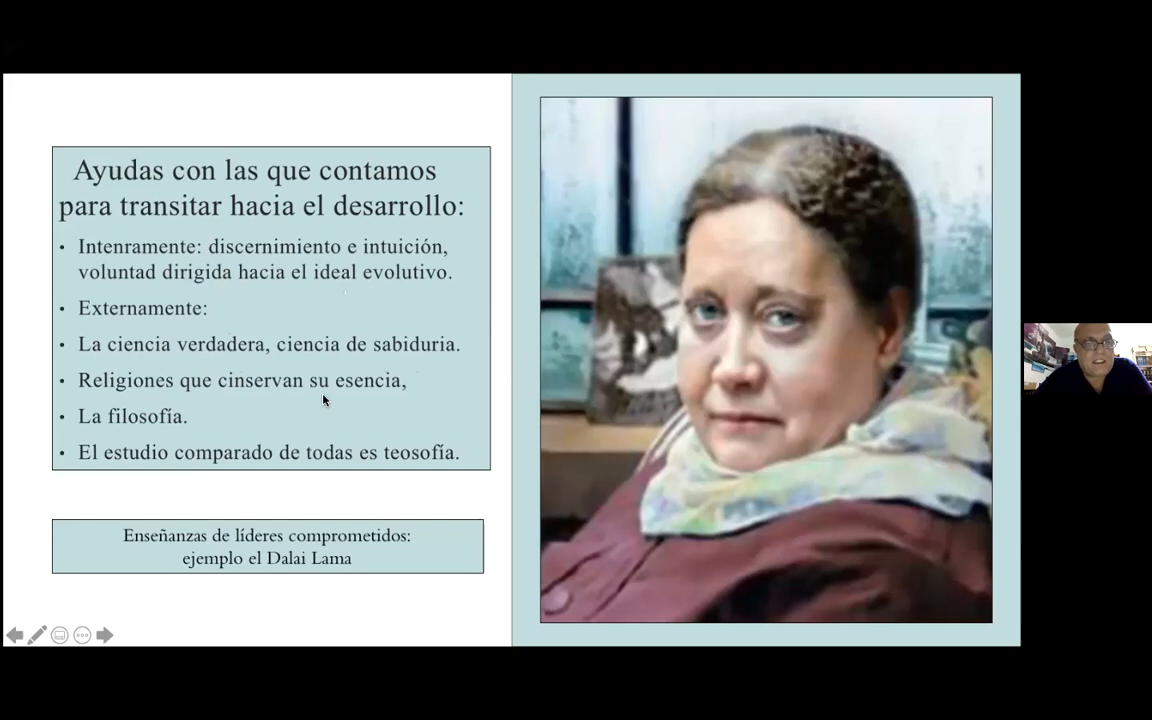 Ayudas con las que contamos
para transitar hacia el desarrollo:
• Intenramente: discernimiento e intuición,
voluntad dirigida hacia el ideal evolutivo.
• Externamente:
• La ciencia verdadera, ciencia de sabiduria.
• Religiones que cinservan su esencia,
• La filosofía.
• El estudio comparado de todas es teosofía.
Enseñanzas de líderes comprometidos:
ejemplo el Dalai Lama